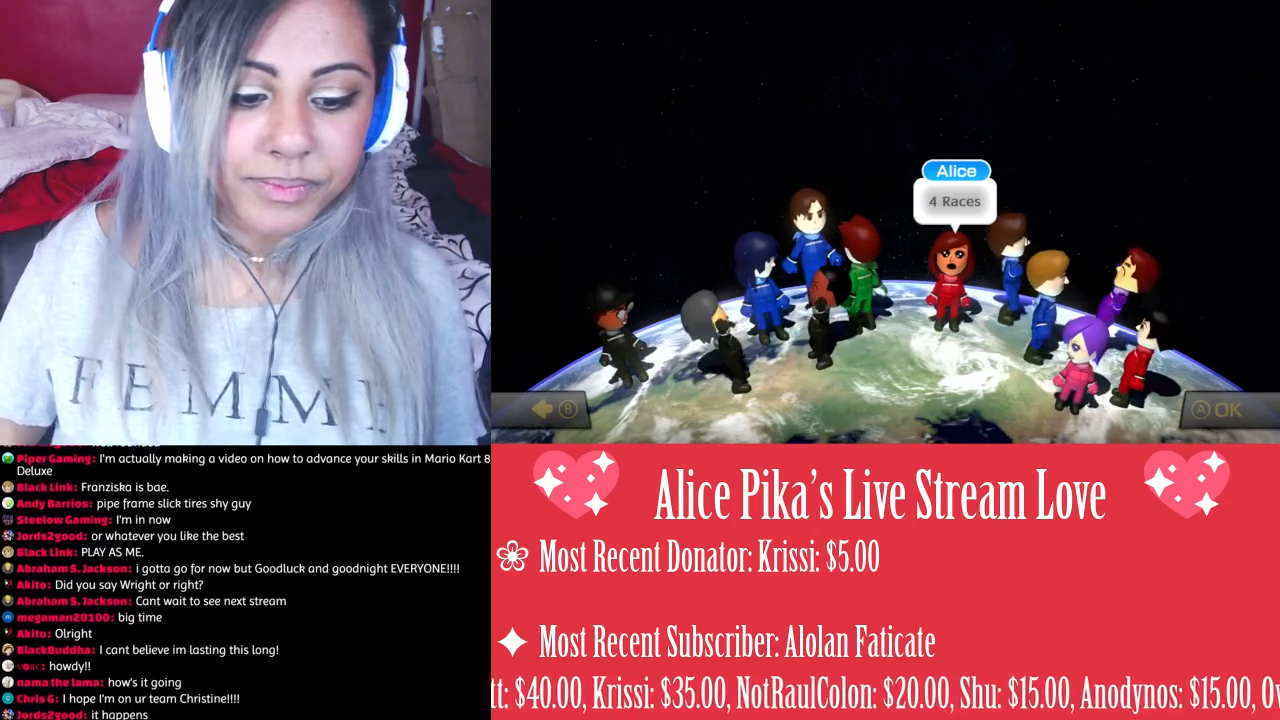 FEMME
Alice
4 Races
B
A OK
Piper Gaming: I'm actually making a video on how to advance your skills in Mario Kart 8
Deluxe
Black Link: Franziska is bae.
Andy Barrios: pipe frame slick tires shy guy
Steelow Gaming: I'm in now
Jords2good: or whatever you like the best
Black Link: PLAY AS ME.
Abraham S. Jackson: i gotta go for now but Goodluck and goodnight EVERYONE!!!!
Akito: Did you say Wright or right?
Abraham S. Jackson: Cant wait to see next stream
megaman20100: big time
Akito: Olright
BlackBuddha: I cant believe im lasting this long!
howdy!!
nama the lama: how's it going
Chris G: I hope I'm on ur team Christine!!!!
Jords2good: it happens
Alice Pika's Live Stream Love
Most Recent Donator: Krissi: $5.00
Most Recent Subscriber: Alolan Faticate
tt: $40.00, Krissi: $35.00, NotRaulColon: $20.00, Shu: $15.00, Anodynos: $15.00, Ov